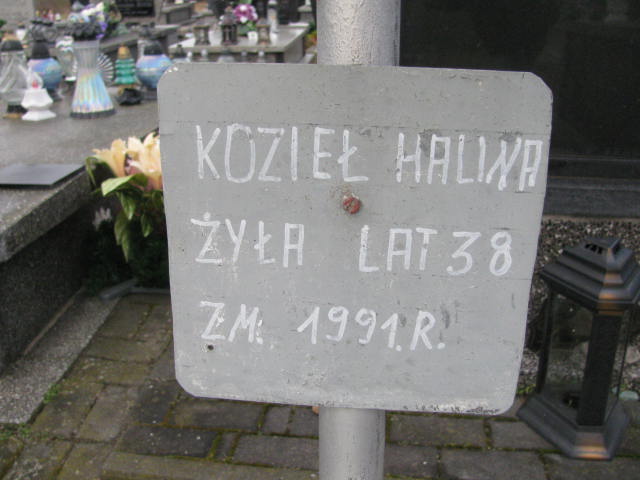 KOZIEŁ HALINA
ŻYŁA LAT 38
ZM. 1991.R.